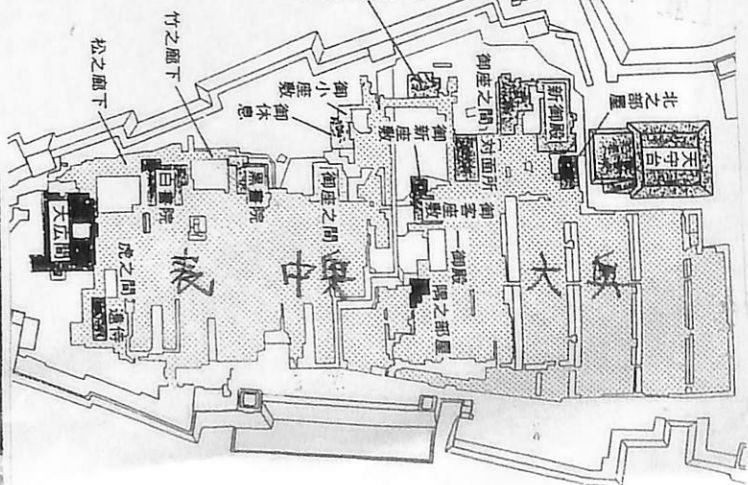 北之部屋
天守台
新御殿
御座之間
対面所
御新座敷
御客座敷
一御殿
隅之部屋
大奥
御小座敷
御休息
御座之間
中奥
表
竹之廊下
黒書院
松之廊下
白書院
大広間
虎之間
遠侍